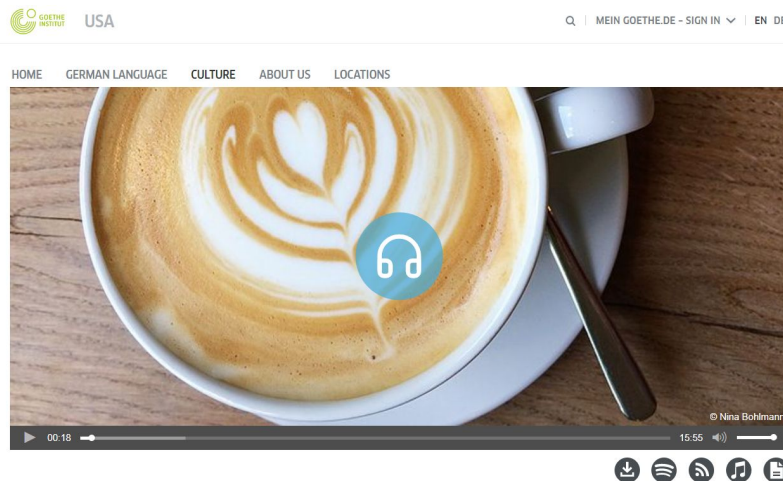 GOETHE
INSTITUT
USA
MEIN GOETHE.DE - SIGN IN
EN DE
HOME
GERMAN LANGUAGE
CULTURE
ABOUT US
LOCATIONS
© Nina Bohlmann
00:18
15:55